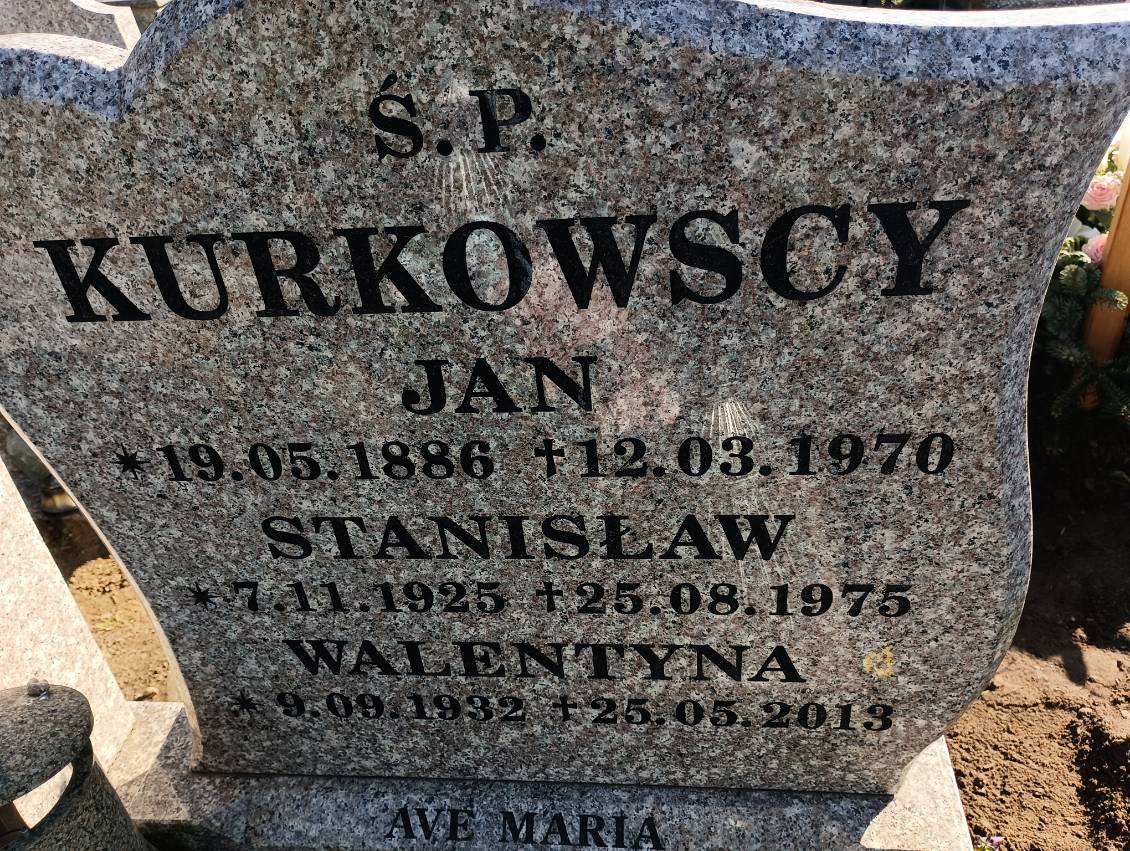 Ś.P.
KURKOWSCY
JAN
*19.05.1886 †12.03.1970
STANISŁAW
*7.11.1925 †25.08.1975
WALENTYNA
*9.09.1932 †25.05.2013
AVE MARIA